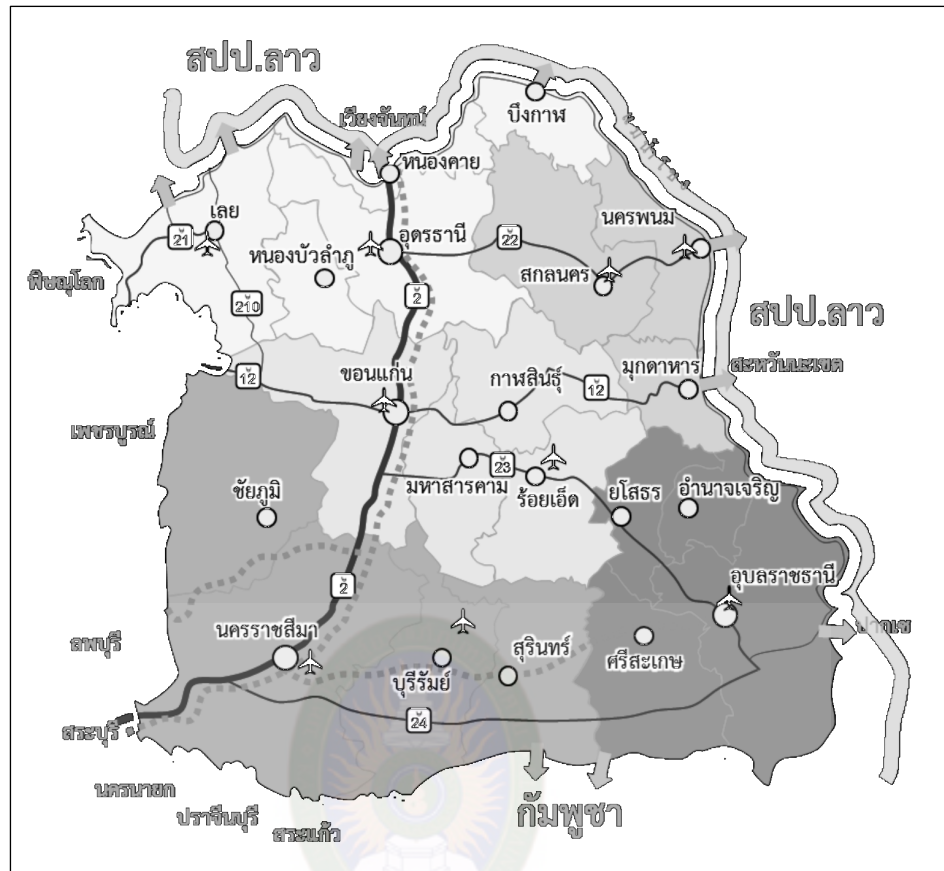 สปป.ลาว
เวียงจันทน์
บึงกาฬ
หนองคาย
แม่น้ำโขง
เลย
นครพนม
21
อุดรธานี
22
หนองบัวลำภู
สกลนคร
พิษณุโลก
2
210
สปป.ลาว
สะหวันนะเขต
ขอนแก่น
กาฬสินธุ์
มุกดาหาร
12
12
เพชรบูรณ์
ชัยภูมิ
มหาสารคาม
23
ร้อยเอ็ด
ยโสธร
อำนาจเจริญ
2
อุบลราชธานี
นครราชสีมา
ปากเซ
ลพบุรี
สุรินทร์
ศรีสะเกษ
บุรีรัมย์
24
สระบุรี
นครนายก
ปราจีนบุรี
สระแก้ว
กัมพูชา